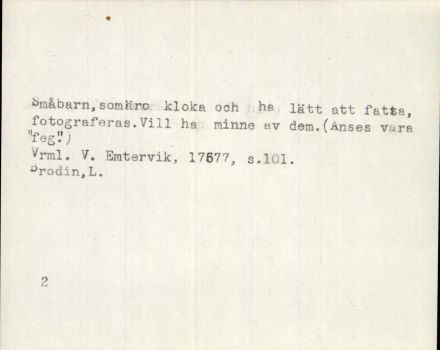 Småbarn,somäro kloka och ha lätt att fatta,
fotograferas.Vill ha minne av dem.(Anses vara
"feg".)
Vrml. V. Emtervik, 17577, s.101.
Brodin,L.
2